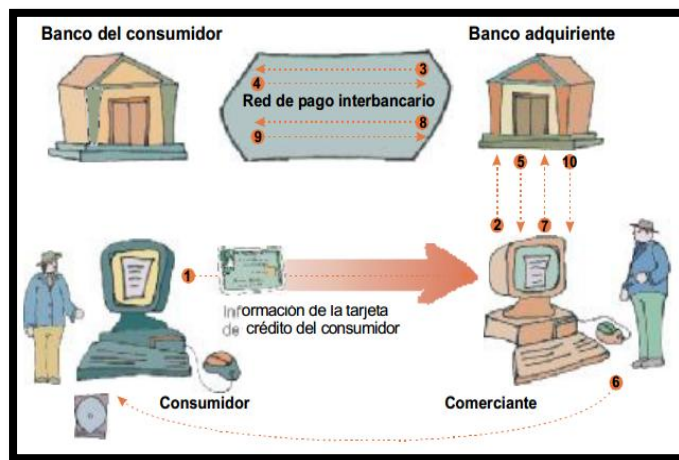 Banco del consumidor
Banco adquiriente
3
4
Red de pago interbancario
8
9
5
10
2
7
1
Información de la tarjeta
de crédito del consumidor
6
Consumidor
Comerciante